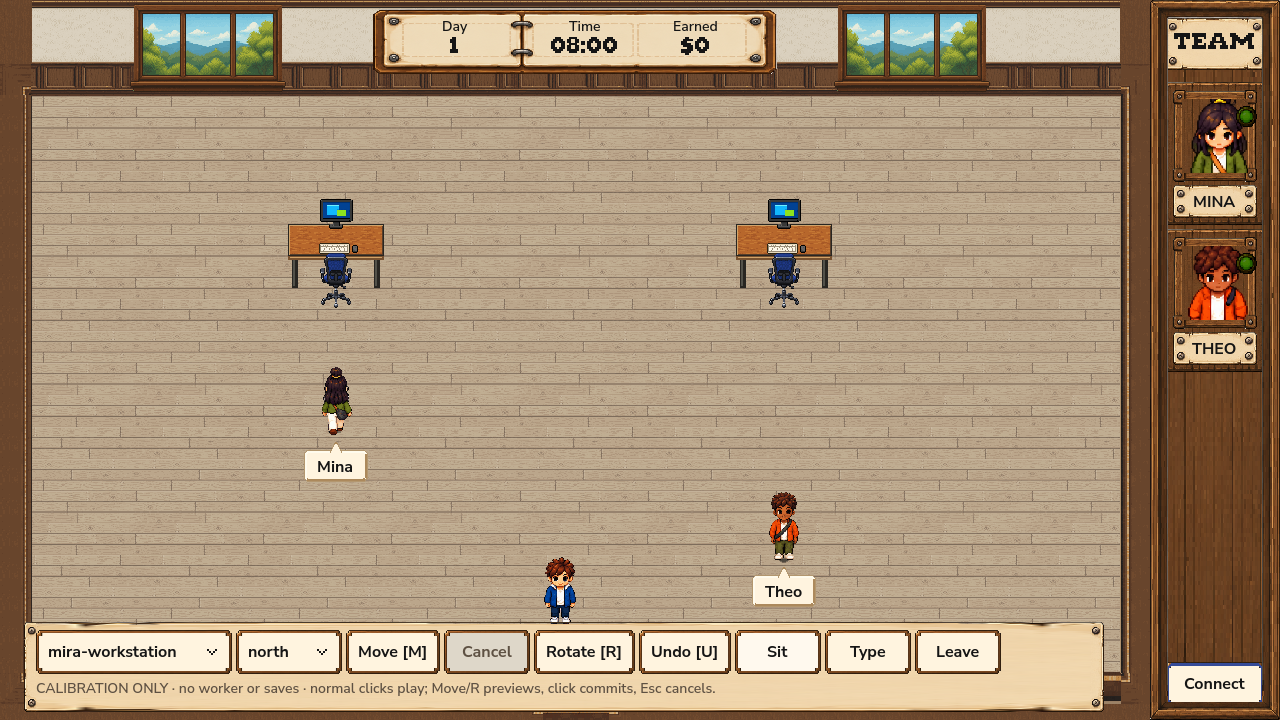 Day
1
Time
08:00
Earned
$0
TEAM
MINA
THEO
Mina
Theo
mira-workstation
north
Move [M]
Cancel
Rotate [R]
Undo [U]
Sit
Type
Leave
CALIBRATION ONLY · no worker or saves · normal clicks play; Move/R previews, click commits, Esc cancels.
Connect